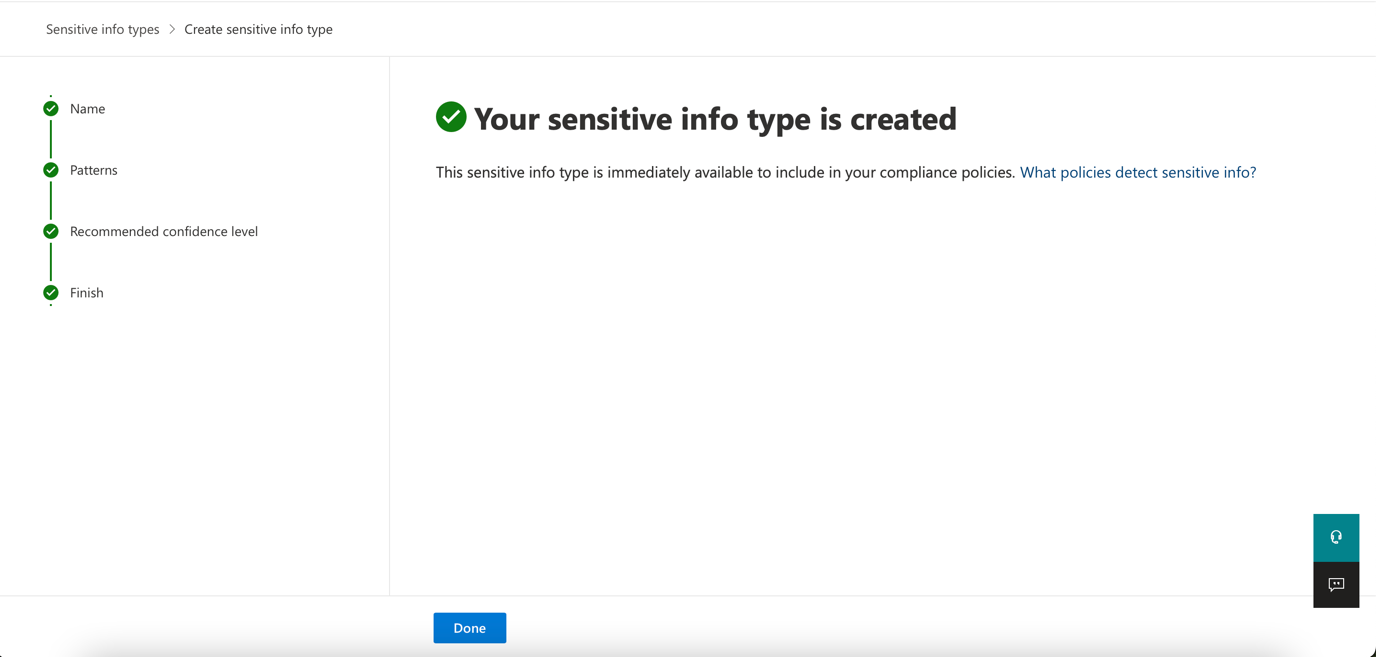 Sensitive info types > Create sensitive info type
Name
Patterns
Recommended confidence level
Finish
Your sensitive info type is created
This sensitive info type is immediately available to include in your compliance policies. What policies detect sensitive info?
Done